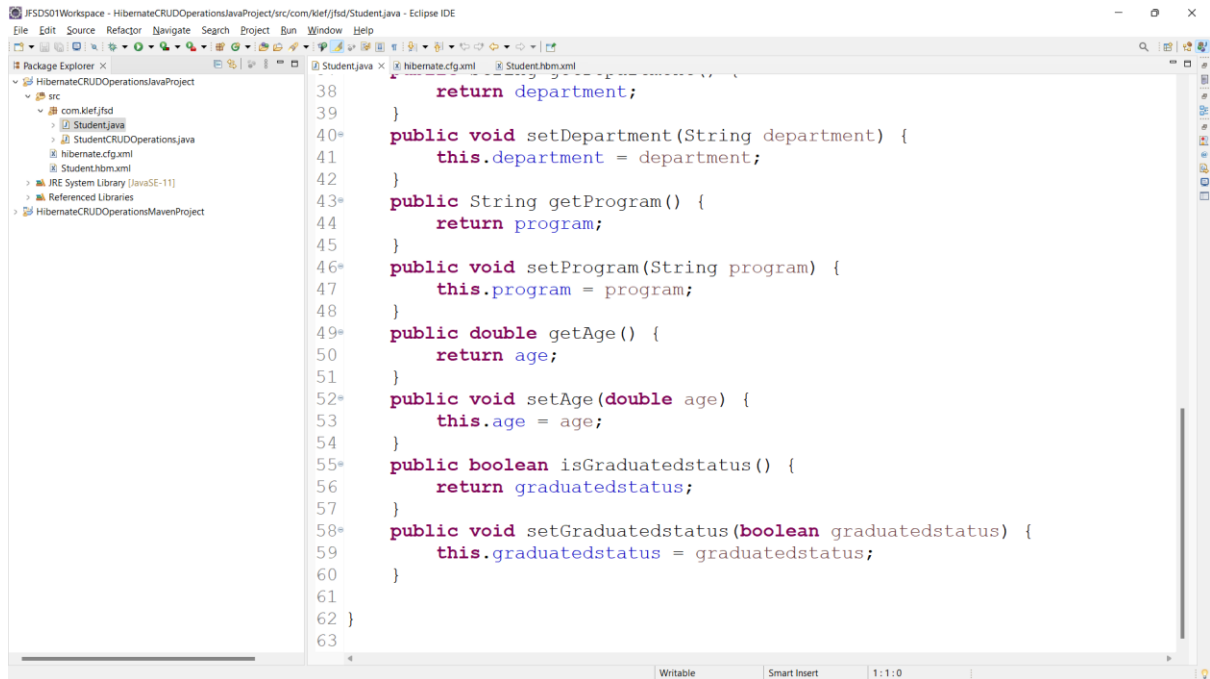 JFSDS01Workspace - HibernateCRUDOperationsJavaProject/src/com/klef/jfsd/Student.java - Eclipse IDE
File Edit Source Refactor Navigate Search Project Run Window Help
Package Explorer
Student.java hibernate.cfg.xml Student.hbm.xml
HibernateCRUDOperationsJavaProject
src
com.klef.jfsd
Student.java
StudentCRUDOperations.java
hibernate.cfg.xml
Student.hbm.xml
JRE System Library [JavaSE-11]
Referenced Libraries
HibernateCRUDOperationsMavenProject
38 return department;
39 }
40 public void setDepartment(String department) {
41 this.department = department;
42 }
43 public String getProgram() {
44 return program;
45 }
46 public void setProgram(String program) {
47 this.program = program;
48 }
49 public double getAge() {
50 return age;
51 }
52 public void setAge(double age) {
53 this.age = age;
54 }
55 public boolean isGraduatedstatus() {
56 return graduatedstatus;
57 }
58 public void setGraduatedstatus(boolean graduatedstatus) {
59 this.graduatedstatus = graduatedstatus;
60 }
61
62 }
63
Writable Smart Insert 1:1:0